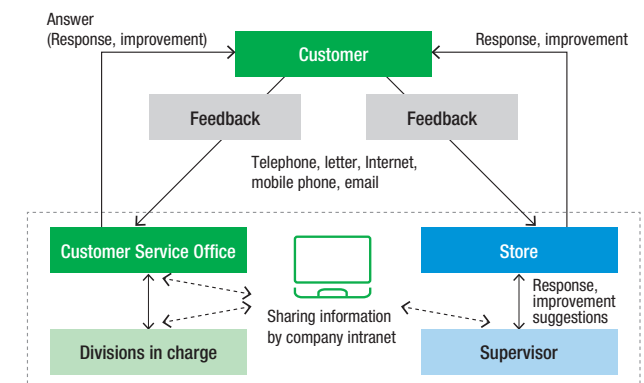 Answer
(Response, improvement)
Response, improvement
Customer
Feedback
Feedback
Telephone, letter, Internet,
mobile phone, email
Customer Service Office
Store
Response,
improvement
suggestions
Sharing information
by company intranet
Divisions in charge
Supervisor